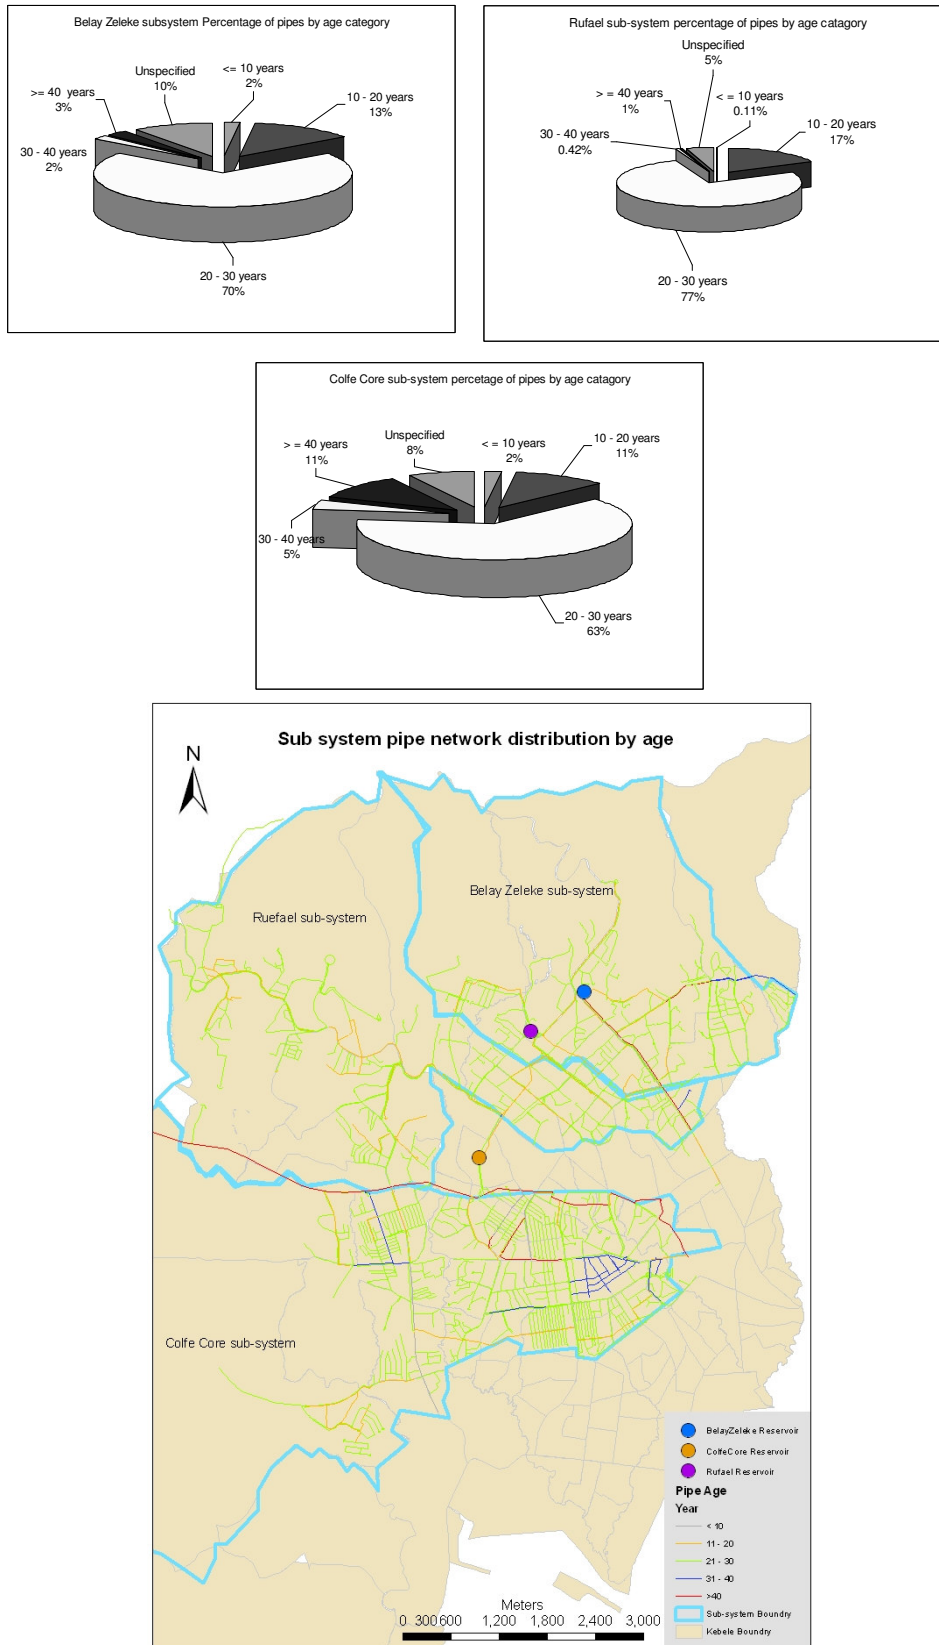 Belay Zeleke subsystem Percentage of pipes by age category
Unspecified
10%
<= 10 years
2%
>= 40 years
3%
10 - 20 years
13%
30 - 40 years
2%
20 - 30 years
70%
Rufael sub-system percentage of pipes by age catagory
Unspecified
5%
> = 40 years
1%
< = 10 years
0.11%
30 - 40 years
0.42%
10 - 20 years
17%
20 - 30 years
77%
Colfe Core sub-system percetage of pipes by age catagory
> = 40 years
11%
Unspecified
8%
< = 10 years
2%
10 - 20 years
11%
30 - 40 years
5%
20 - 30 years
63%
Sub system pipe network distribution by age
N
Belay Zeleke sub-system
Ruefael sub-system
Colfe Core sub-system
BelayZeleke Reservoir
ColfeCore Reservoir
Rufael Reservoir
Pipe Age
Year
< 10
11 - 20
21 - 30
31 - 40
>40
Sub-system Boundry
Kebele Boundry
Meters
0 300 600 1,200 1,800 2,400 3,000